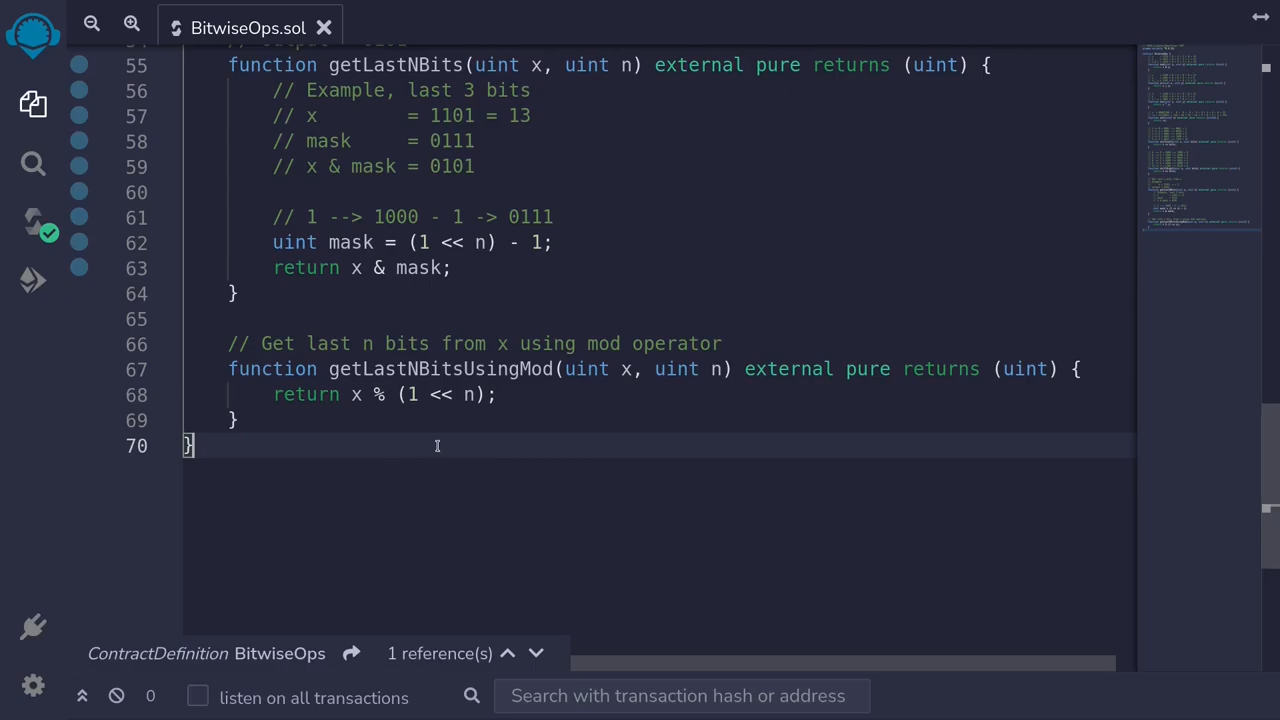 BitwiseOps.sol
55 function getLastNBits(uint x, uint n) external pure returns (uint) {
56 // Example, last 3 bits
57 // x = 1101 = 13
58 // mask = 0111
59 // x & mask = 0101
60
61 // 1 --> 1000 - 1 -> 0111
62 uint mask = (1 << n) - 1;
63 return x & mask;
64 }
65
66 // Get last n bits from x using mod operator
67 function getLastNBitsUsingMod(uint x, uint n) external pure returns (uint) {
68 return x % (1 << n);
69 }
70 }
ContractDefinition BitwiseOps 1 reference(s)
0 listen on all transactions Search with transaction hash or address